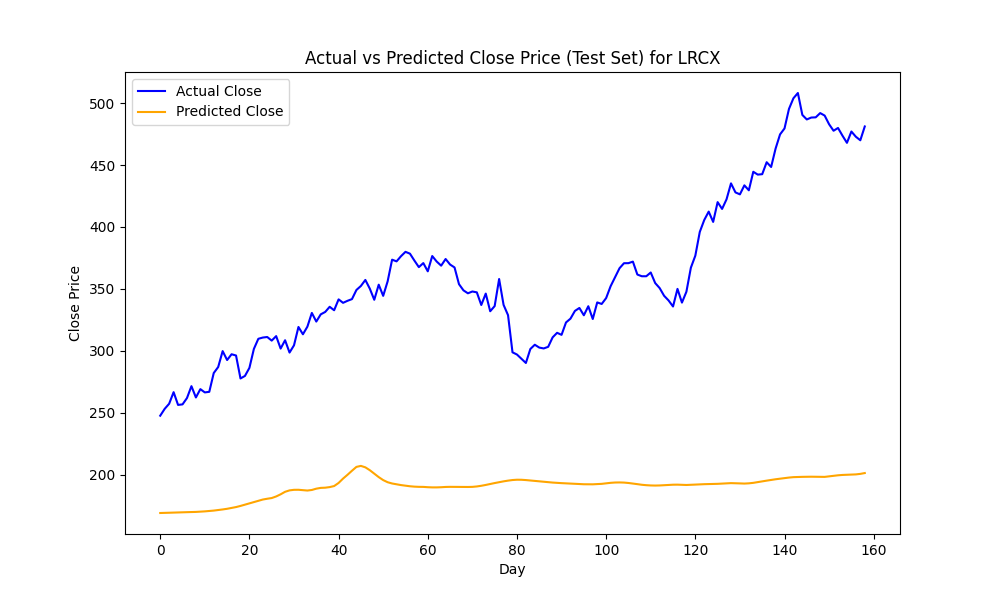 Actual vs Predicted Close Price (Test Set) for LRCX
Actual Close
Predicted Close
500
450
400
350
300
250
200
Close Price
0 20 40 60 80 100 120 140 160
Day